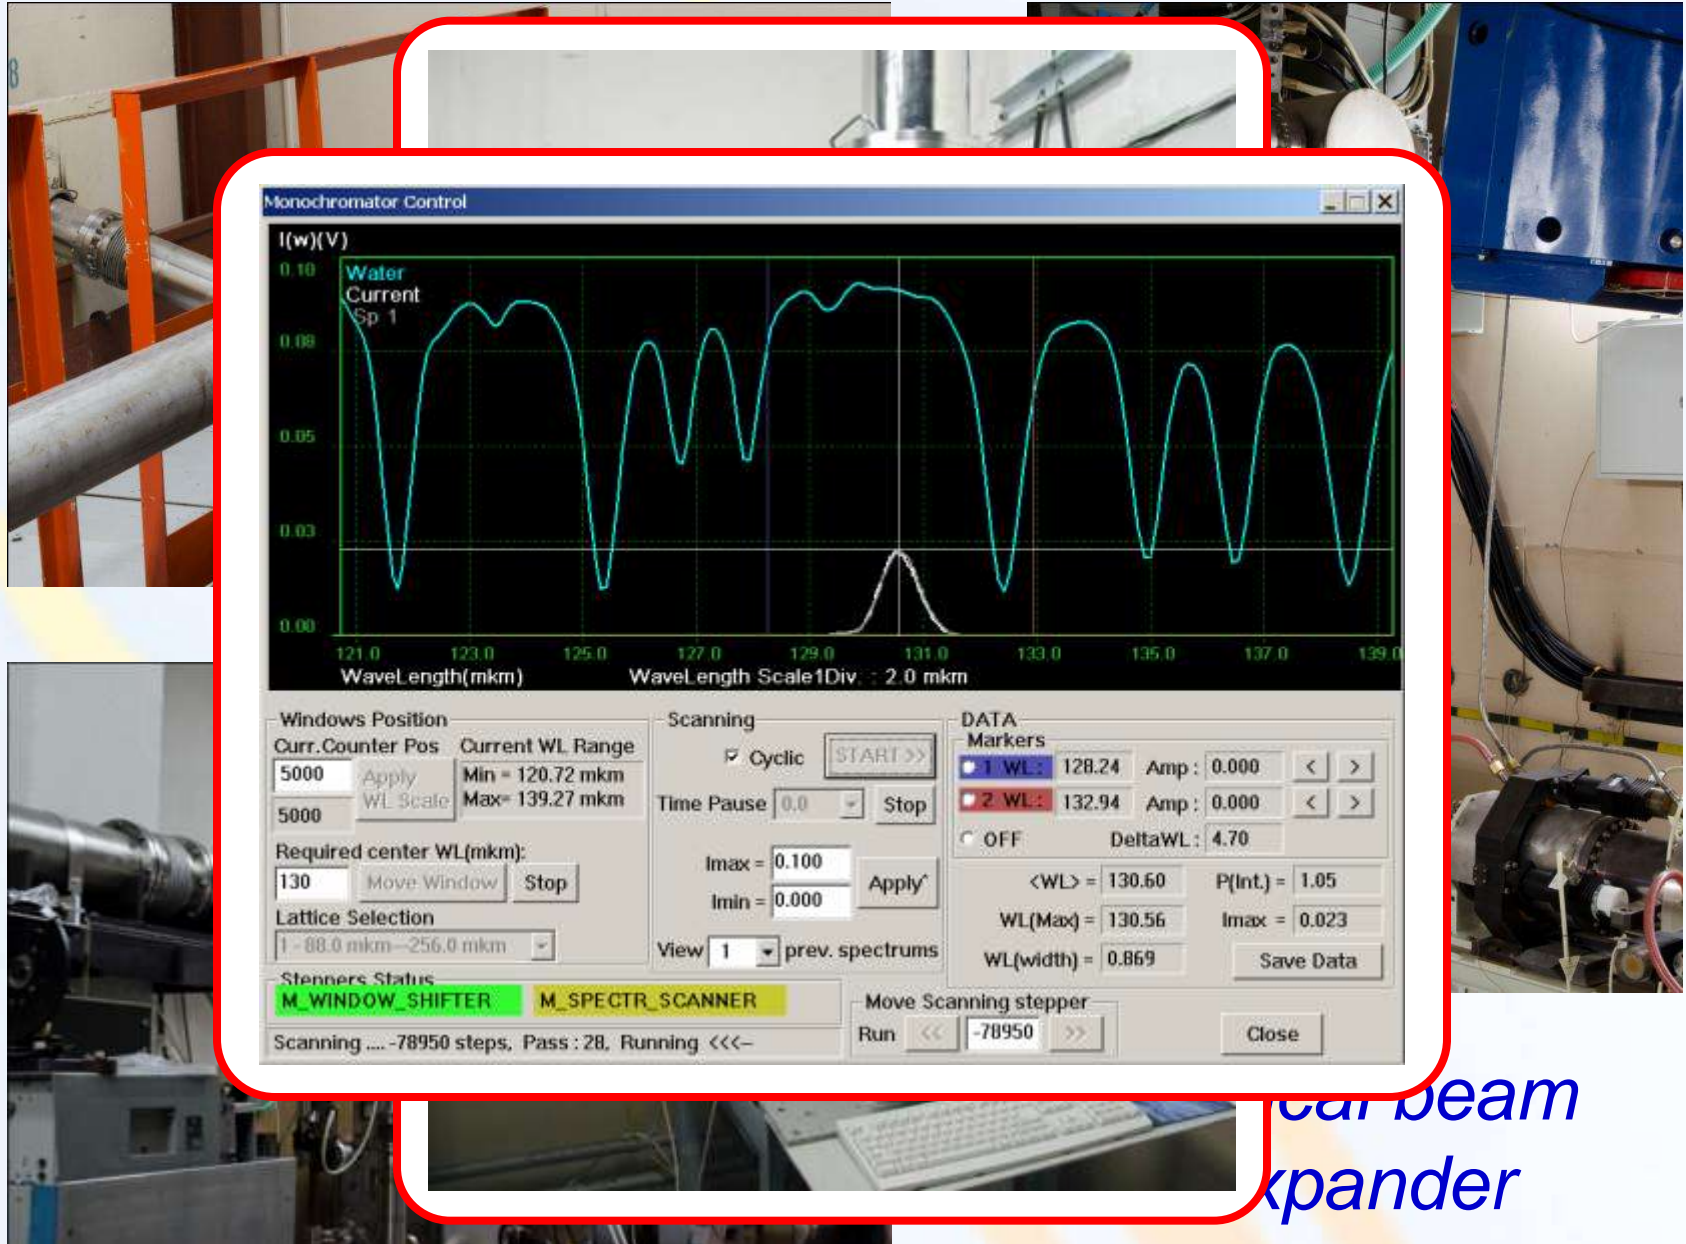 8
Monochromator Control
I(w)(V)
0.10
Water
Current
Sp 1
0.08
0.05
0.03
0.00
121.0 123.0 125.0 127.0 129.0 131.0 133.0 135.0 137.0 139.0
WaveLength(mkm) WaveLength Scale1Div. : 2.0 mkm
Windows Position
Curr.Counter Pos Current WL Range
5000 Apply WL Scale Min = 120.72 mkm
5000 Max= 139.27 mkm
Required center WL(mkm):
130 Move Window Stop
Lattice Selection
1 - 88.0 mkm---256.0 mkm
Scanning
Cyclic START >>
Time Pause 0.0 Stop
Imax = 0.100
Apply^
Imin = 0.000
View 1 prev. spectrums
DATA
Markers
1 WL : 128.24 Amp : 0.000 < >
2 WL : 132.94 Amp : 0.000 < >
OFF DeltaWL : 4.70
<WL> = 130.60 P(Int.) = 1.05
WL(Max) = 130.56 Imax = 0.023
WL(width) = 0.869 Save Data
Steppers Status
M_WINDOW_SHIFTER M_SPECTR_SCANNER
Scanning .... -78950 steps, Pass : 28, Running <<<--
Move Scanning stepper
Run << -78950 >>
Close
cal beam
xpander